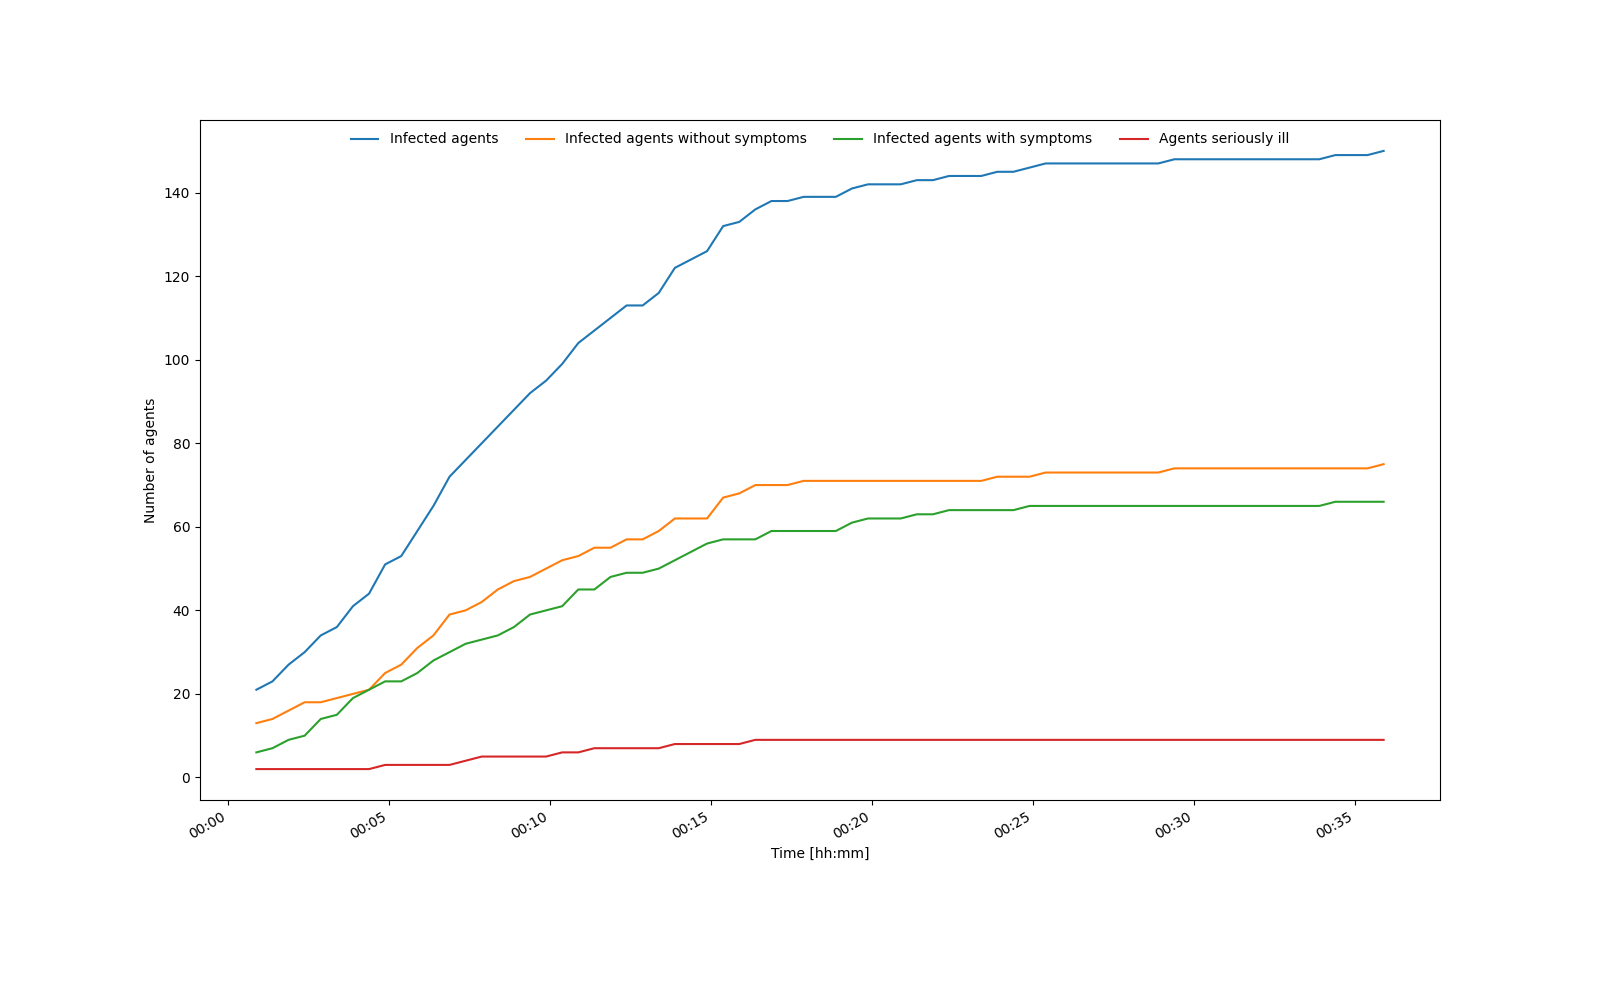 Infected agents Infected agents without symptoms Infected agents with symptoms Agents seriously ill
140
120
100
80
60
40
20
0
Number of agents
00:00 00:05 00:10 00:15 00:20 00:25 00:30 00:35
Time [hh:mm]